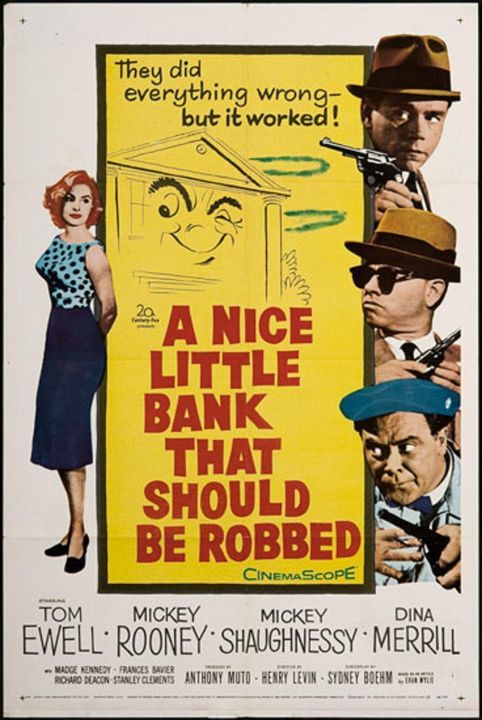 They did
everything wrong—
but it worked!
20th
Century-Fox
presents
A NICE
LITTLE
BANK
THAT
SHOULD
BE ROBBED
CINEMASCOPE
STARRING
TOM EWELL · MICKEY ROONEY · MICKEY SHAUGHNESSY · DINA MERRILL
WITH MADGE KENNEDY · FRANCES BAVIER
RICHARD DEACON · STANLEY CLEMENTS
PRODUCED BY ANTHONY MUTO · DIRECTED BY HENRY LEVIN · SCREENPLAY BY SYDNEY BOEHM
BASED ON AN ARTICLE
by EVAN WYLIE